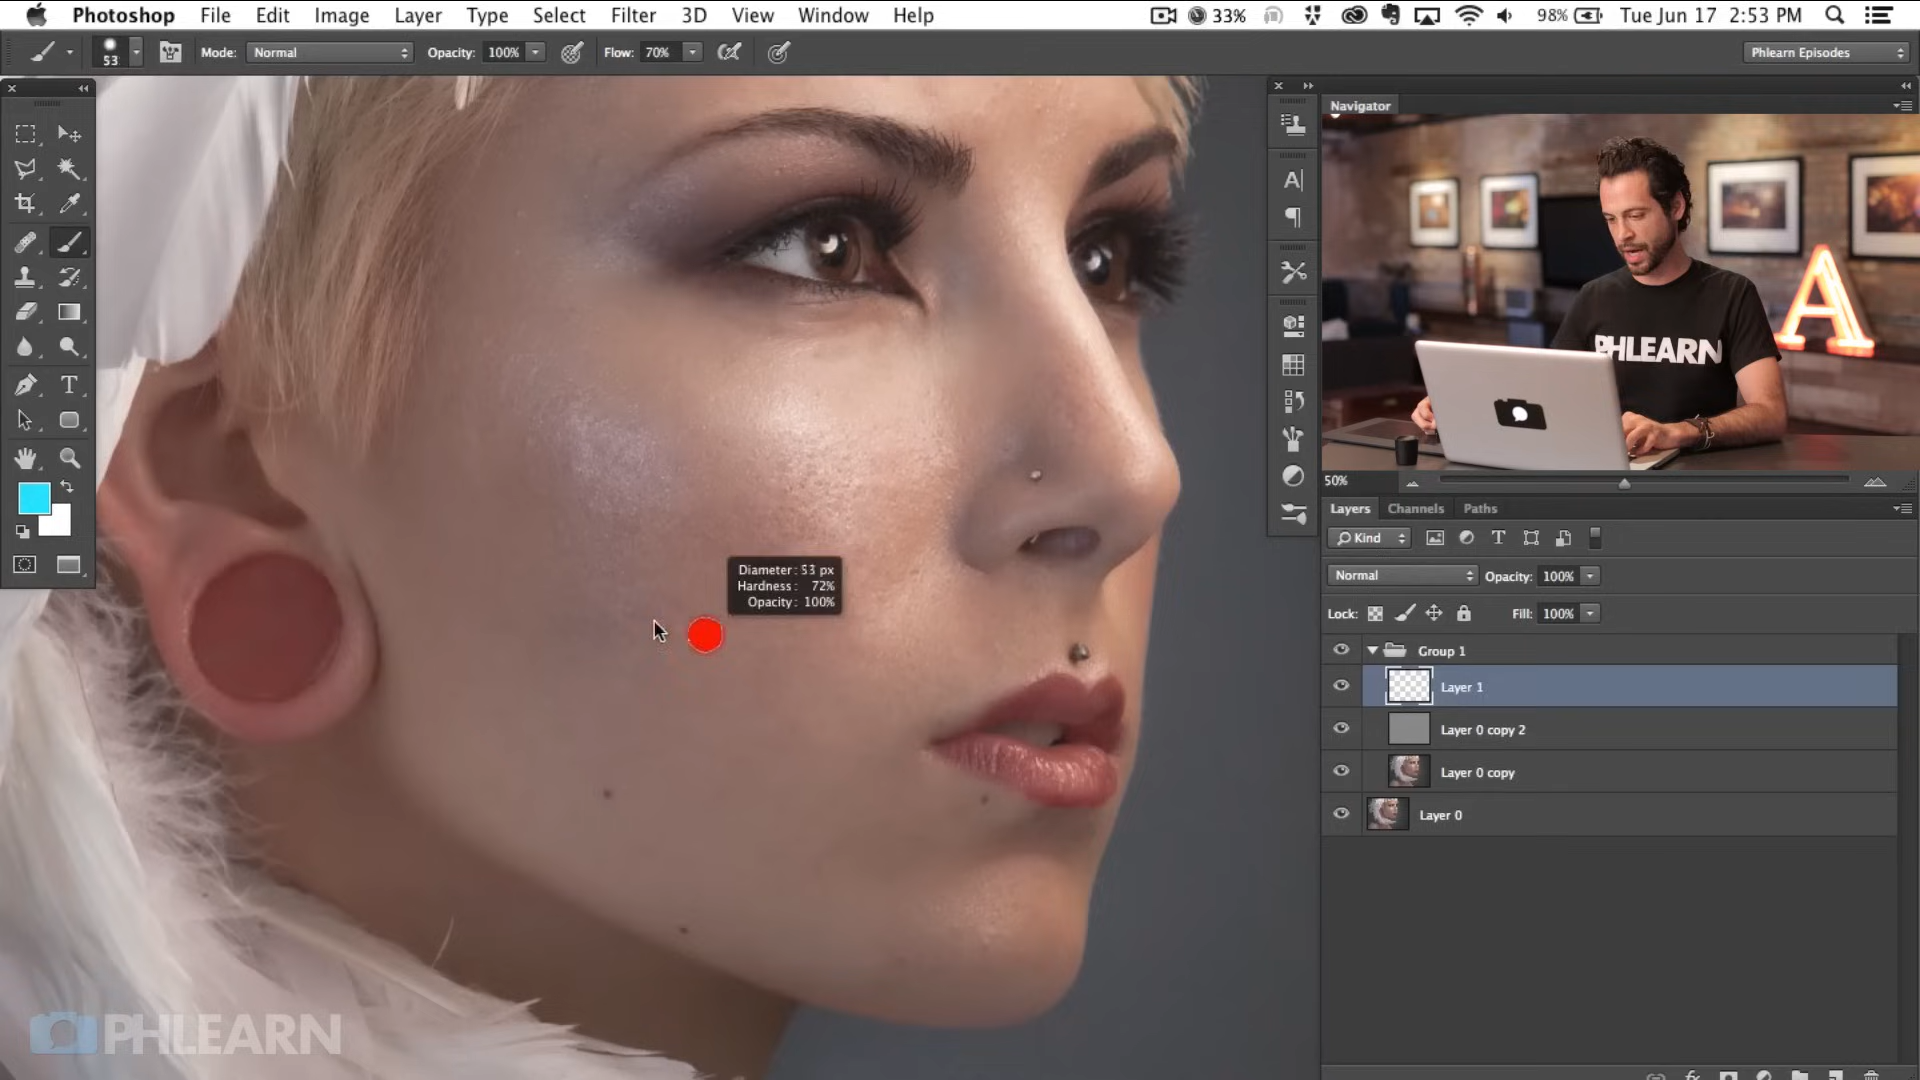 Photoshop File Edit Image Layer Type Select Filter 3D View Window Help 33% 98% Tue Jun 17 2:53 PM
53 Mode: Normal Opacity: 100% Flow: 70% Phlearn Episodes
Navigator
A
PHLEARN
50%
Layers Channels Paths
Kind
Normal Opacity: 100%
Lock: Fill: 100%
Group 1
Layer 1
Layer 0 copy 2
Layer 0 copy
Layer 0
Diameter: 53 px
Hardness: 72%
Opacity: 100%
PHLEARN